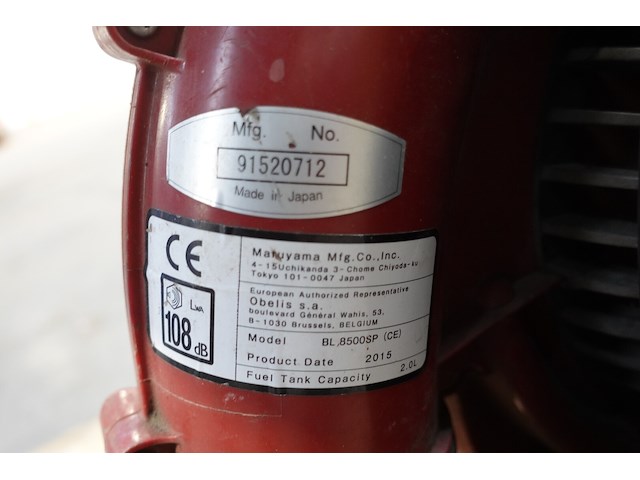 Mfg. No.
91520712
Made in Japan
CE
Maruyama Mfg.Co.,Inc.
4-15Uchikanda 3-Chome Chiyoda-ku
Tokyo 101-0047 Japan
European Authorized Representative
Obelis s.a.
boulevard Général Wahis, 53.
B-1030 Brussels, BELGIUM
LWA
108 dB
Model BL,8500SP (CE)
Product Date 2015
Fuel Tank Capacity 2.0L